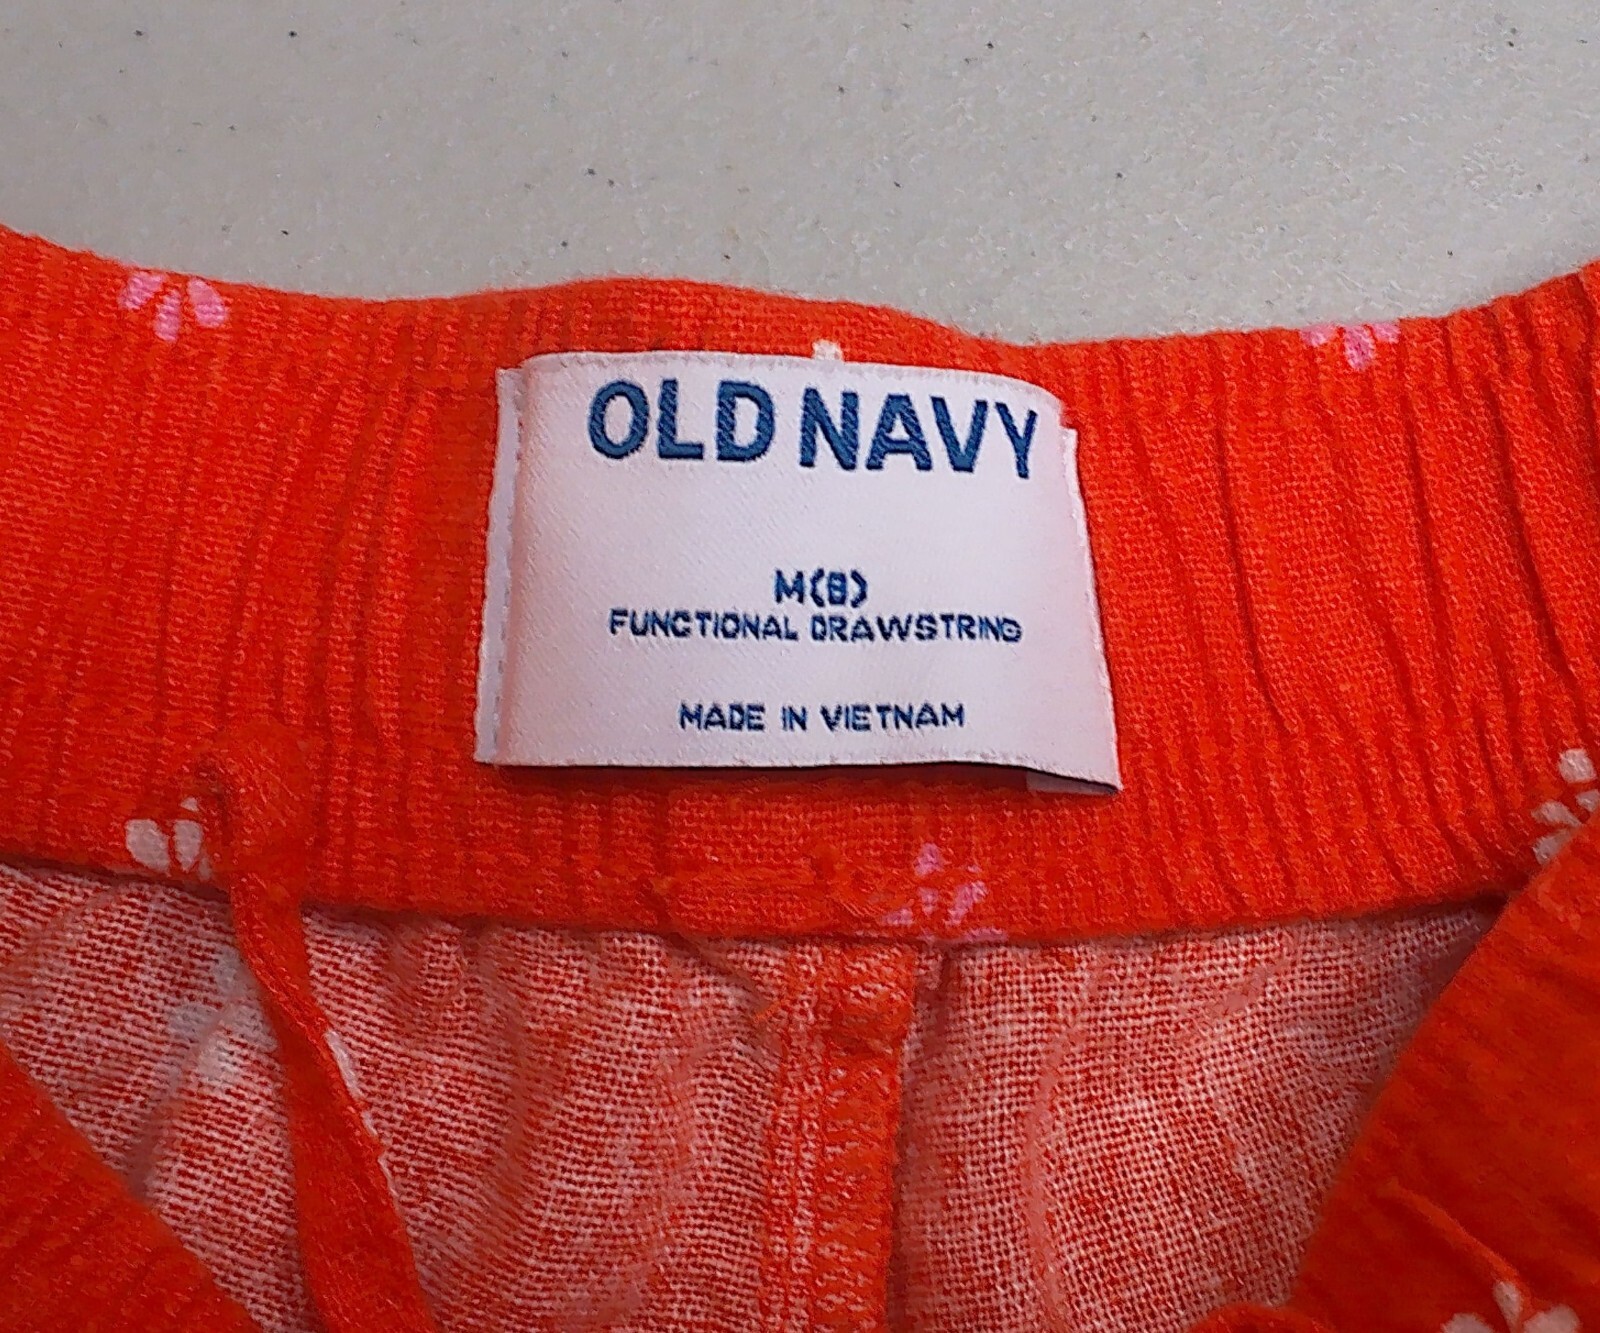 OLD NAVY
M(8)
FUNCTIONAL DRAWSTRING
MADE IN VIETNAM